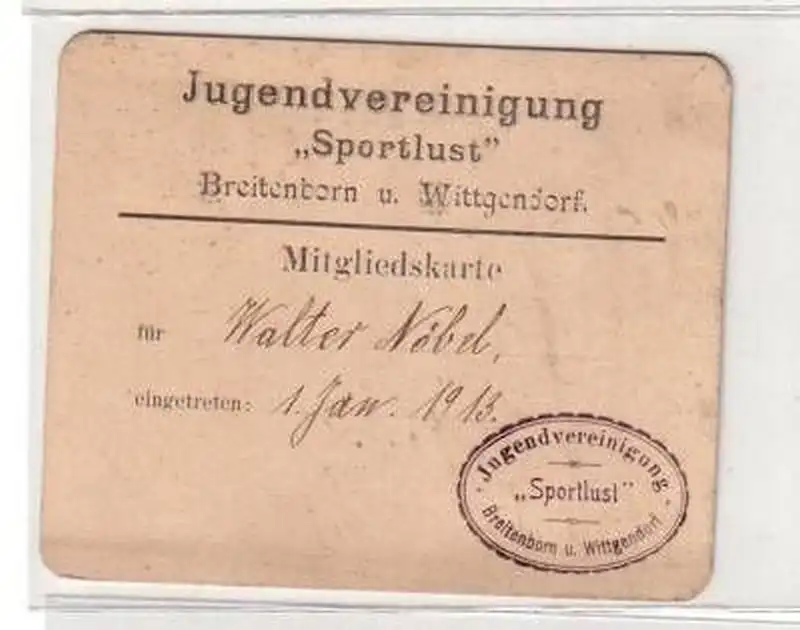 Jugendvereinigung
„Sportlust"
Breitenborn u. Wittgendorf.
Mitgliedskarte
für Walter Nöbel,
eingetreten: 1. Jan. 1913.
Jugendvereinigung
„Sportlust"
Breitenborn u. Wittgendorf